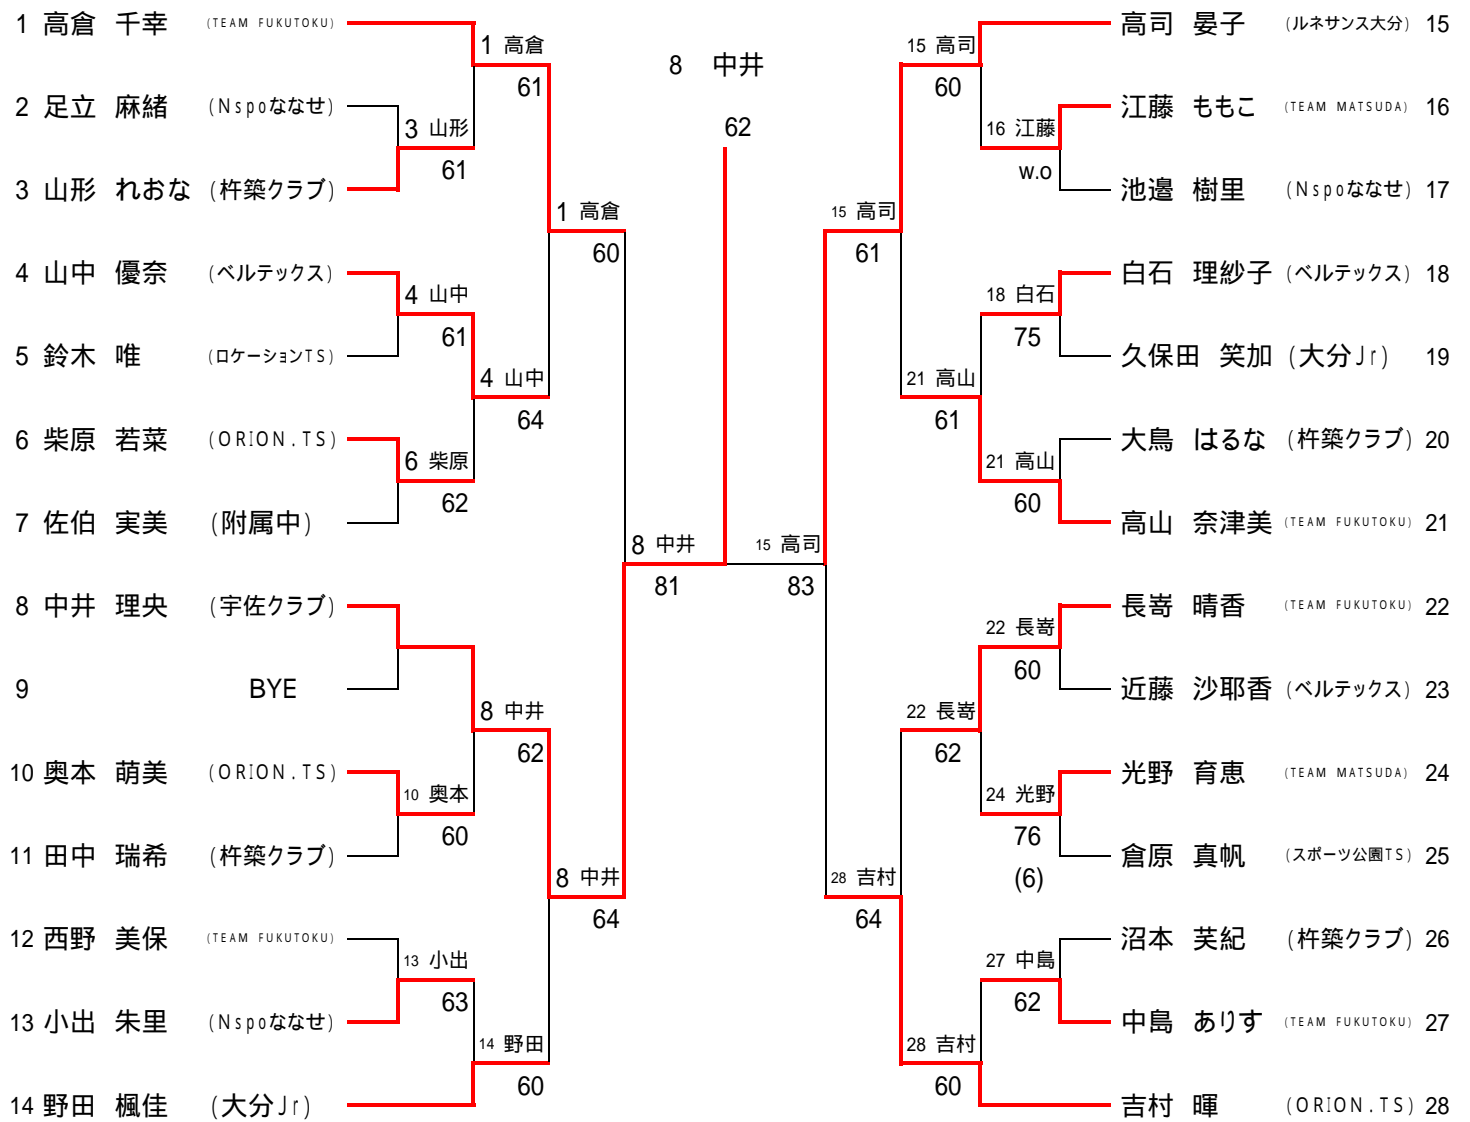 1 高倉 千幸 (TEAM FUKUTOKU)
2 足立 麻緒 (Nspoななせ)
3 山形 れおな (杵築クラブ)
4 山中 優奈 (ベルテックス)
5 鈴木 唯 (ロケーションTS)
6 柴原 若菜 (ORION.TS)
7 佐伯 実美 (附属中)
8 中井 理央 (宇佐クラブ)
9 BYE
10 奥本 萌美 (ORION.TS)
11 田中 瑞希 (杵築クラブ)
12 西野 美保 (TEAM FUKUTOKU)
13 小出 朱里 (Nspoななせ)
14 野田 楓佳 (大分Jr)
3 山形
61
4 山中
61
6 柴原
62
10 奥本
60
13 小出
63
1 高倉
61
4 山中
64
8 中井
62
14 野田
60
1 高倉
60
8 中井
64
8 中井
81
8 中井
62
15 高司
83
15 高司
61
28 吉村
64
15 高司
60
21 高山
61
22 長嵜
62
28 吉村
60
16 江藤
w.o
18 白石
75
21 高山
60
22 長嵜
60
24 光野
76
(6)
27 中島
62
高司 晏子 (ルネサンス大分) 15
江藤 ももこ (TEAM MATSUDA) 16
池邉 樹里 (Nspoななせ) 17
白石 理紗子 (ベルテックス) 18
久保田 笑加 (大分Jr) 19
大鳥 はるな (杵築クラブ) 20
高山 奈津美 (TEAM FUKUTOKU) 21
長嵜 晴香 (TEAM FUKUTOKU) 22
近藤 沙耶香 (ベルテックス) 23
光野 育恵 (TEAM MATSUDA) 24
倉原 真帆 (スポーツ公園TS) 25
沼本 芙紀 (杵築クラブ) 26
中島 ありす (TEAM FUKUTOKU) 27
吉村 暉 (ORION.TS) 28